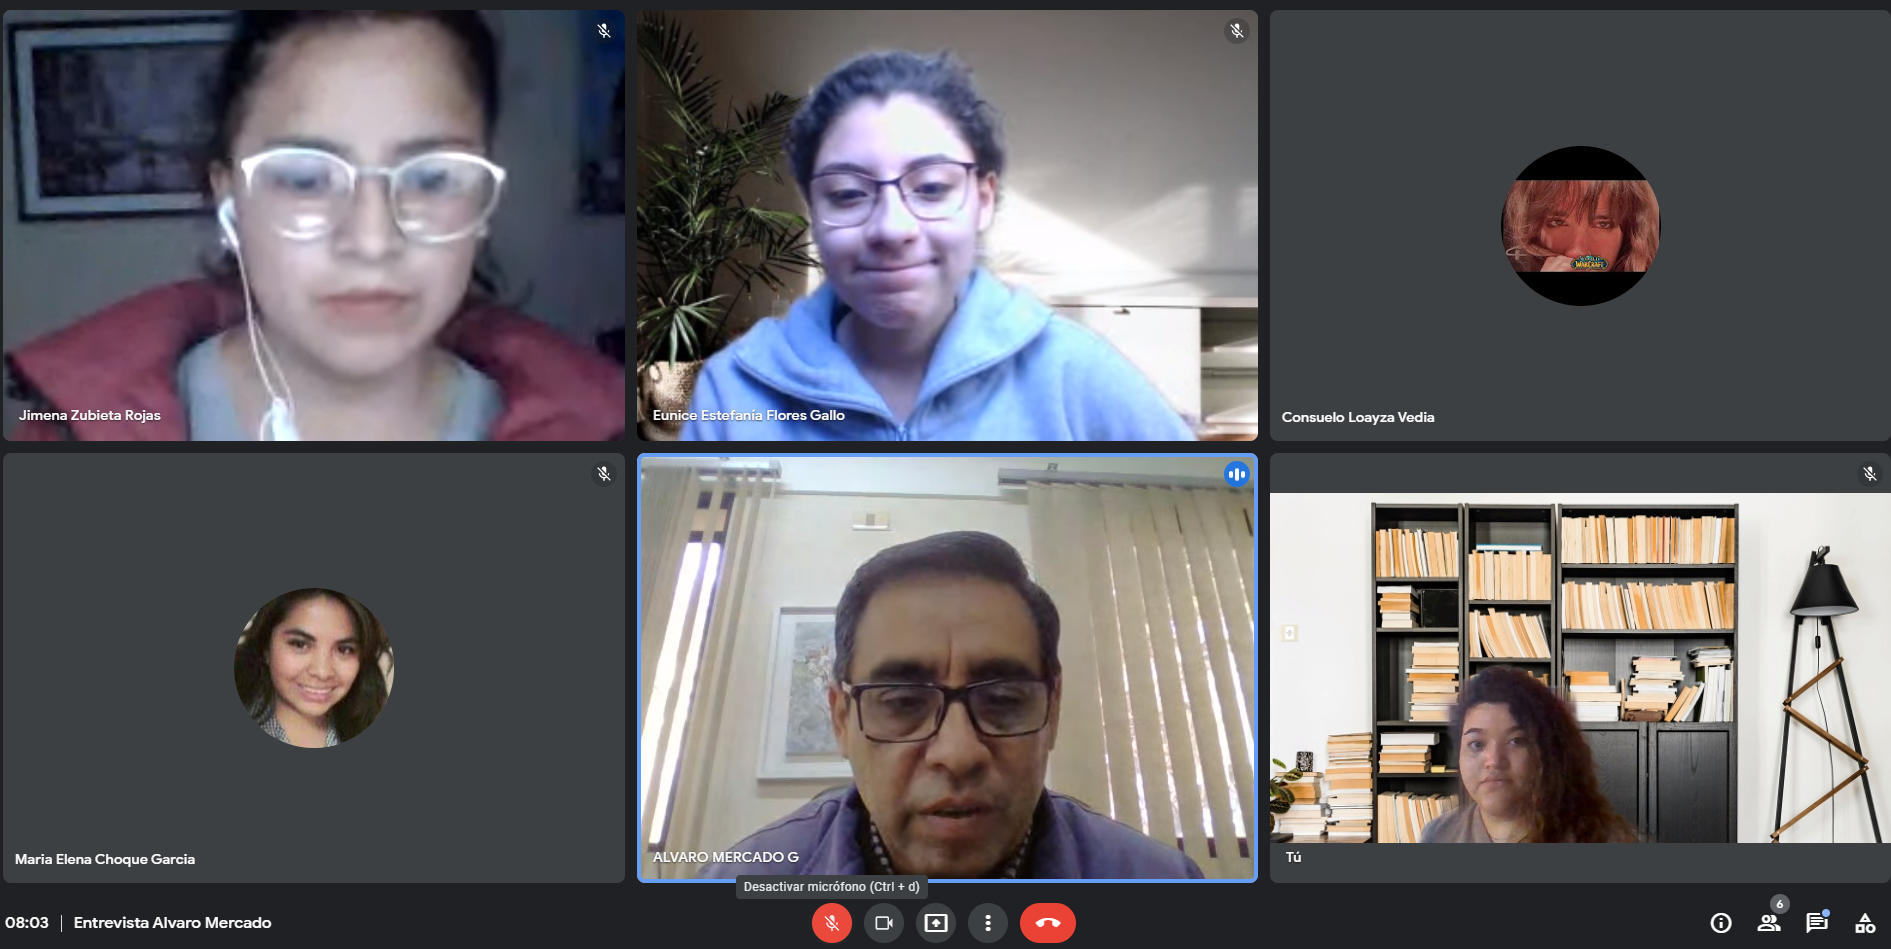 Jimena Zubieta Rojas
Eunice Estefanía Flores Gallo
Consuelo Loayza Vedia
WARCRAFT
Maria Elena Choque Garcia
ALVARO MERCADO G
Tú
Desactivar micrófono (Ctrl + d)
08:03 | Entrevista Alvaro Mercado
6